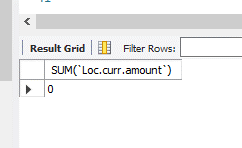 Result Grid Filter Rows:
SUM(`Loc.curr.amount`)
0